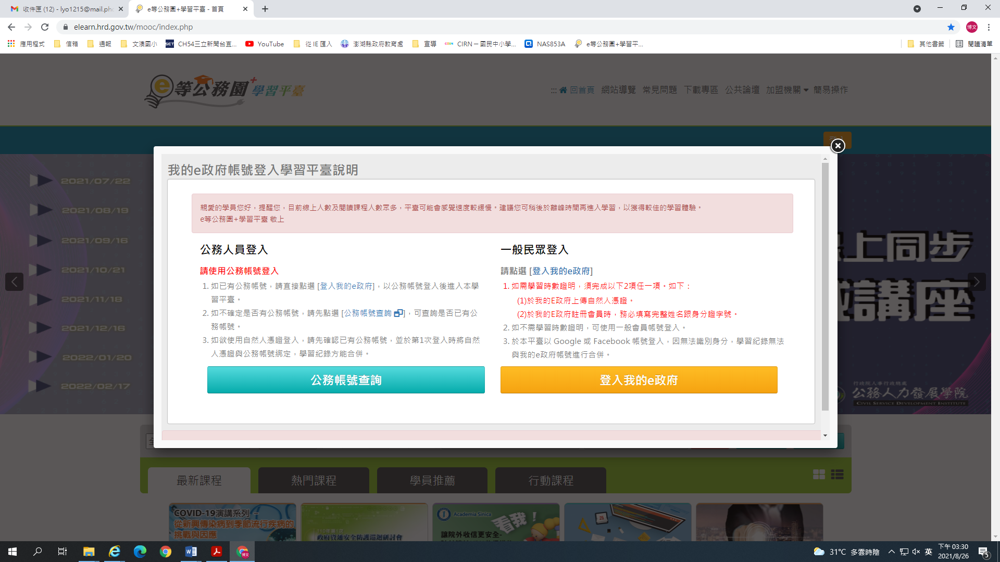 收件匣 (12) - lyo1215@mail.phc
e等公務園+學習平臺 - 首頁
elearn.hrd.gov.tw/mooc/index.php
博文
應用程式
信箱
通報
文澳國小
CH54三立新聞台直...
YouTube
從 IE 匯入
澎湖縣政府教育處
宣導
CIRN－國民中小學...
NAS853A
e等公務園+學習平...
其他書籤
閱讀清單
e等公務園+學習平臺
::: 回首頁 網站導覽 常見問題 下載專區 公共論壇 加盟機關 簡易操作
2021/07/22
2021/08/19
2021/09/16
2021/10/21
2021/11/18
2021/12/16
2022/01/20
2022/02/17
上同步
講座
行政院人事行政總處
公務人力發展學院
CIVIL SERVICE DEVELOPMENT INSTITUTE
我的e政府帳號登入學習平臺說明
親愛的學員您好，提醒您，目前線上人數及閱讀課程人數眾多，平臺可能會感覺速度較緩慢。建議您可稍後於離峰時間再進入學習，以獲得較佳的學習體驗。
e等公務園+學習平臺 敬上
公務人員登入
請使用公務帳號登入
1. 如已有公務帳號，請直接點選 [登入我的e政府]，以公務帳號登入後進入本學
習平臺。
2. 如不確定是否有公務帳號，請先點選 [公務帳號查詢]，可查詢是否已有公
務帳號。
3. 如欲使用自然人憑證登入，請先確認已有公務帳號，並於第1次登入時將自然
人憑證與公務帳號綁定，學習紀錄方能合併。
公務帳號查詢
一般民眾登入
請點選 [登入我的e政府]
1. 如需學習時數證明，須完成以下2項任一項。如下：
(1)於我的E政府上傳自然人憑證。
(2)於我的E政府註冊會員時，務必填寫完整姓名跟身分證字號。
2. 如不需學習時數證明，可使用一般會員帳號登入。
3. 於本平臺以 Google 或 Facebook 帳號登入，因無法識別身分，學習紀錄無法
與我的e政府帳號進行合併。
登入我的e政府
最新課程
熱門課程
學員推薦
行動課程
COVID-19演講系列 –
從新興傳染病到季節流行疾病的
挑戰與因應
110年第1次
政府資通安全防護巡迴研討會
Academia Sinica
看我！
讓院外收信更安全-
25
31°C 多雲時陰
英
下午 03:30
2021/8/26
5